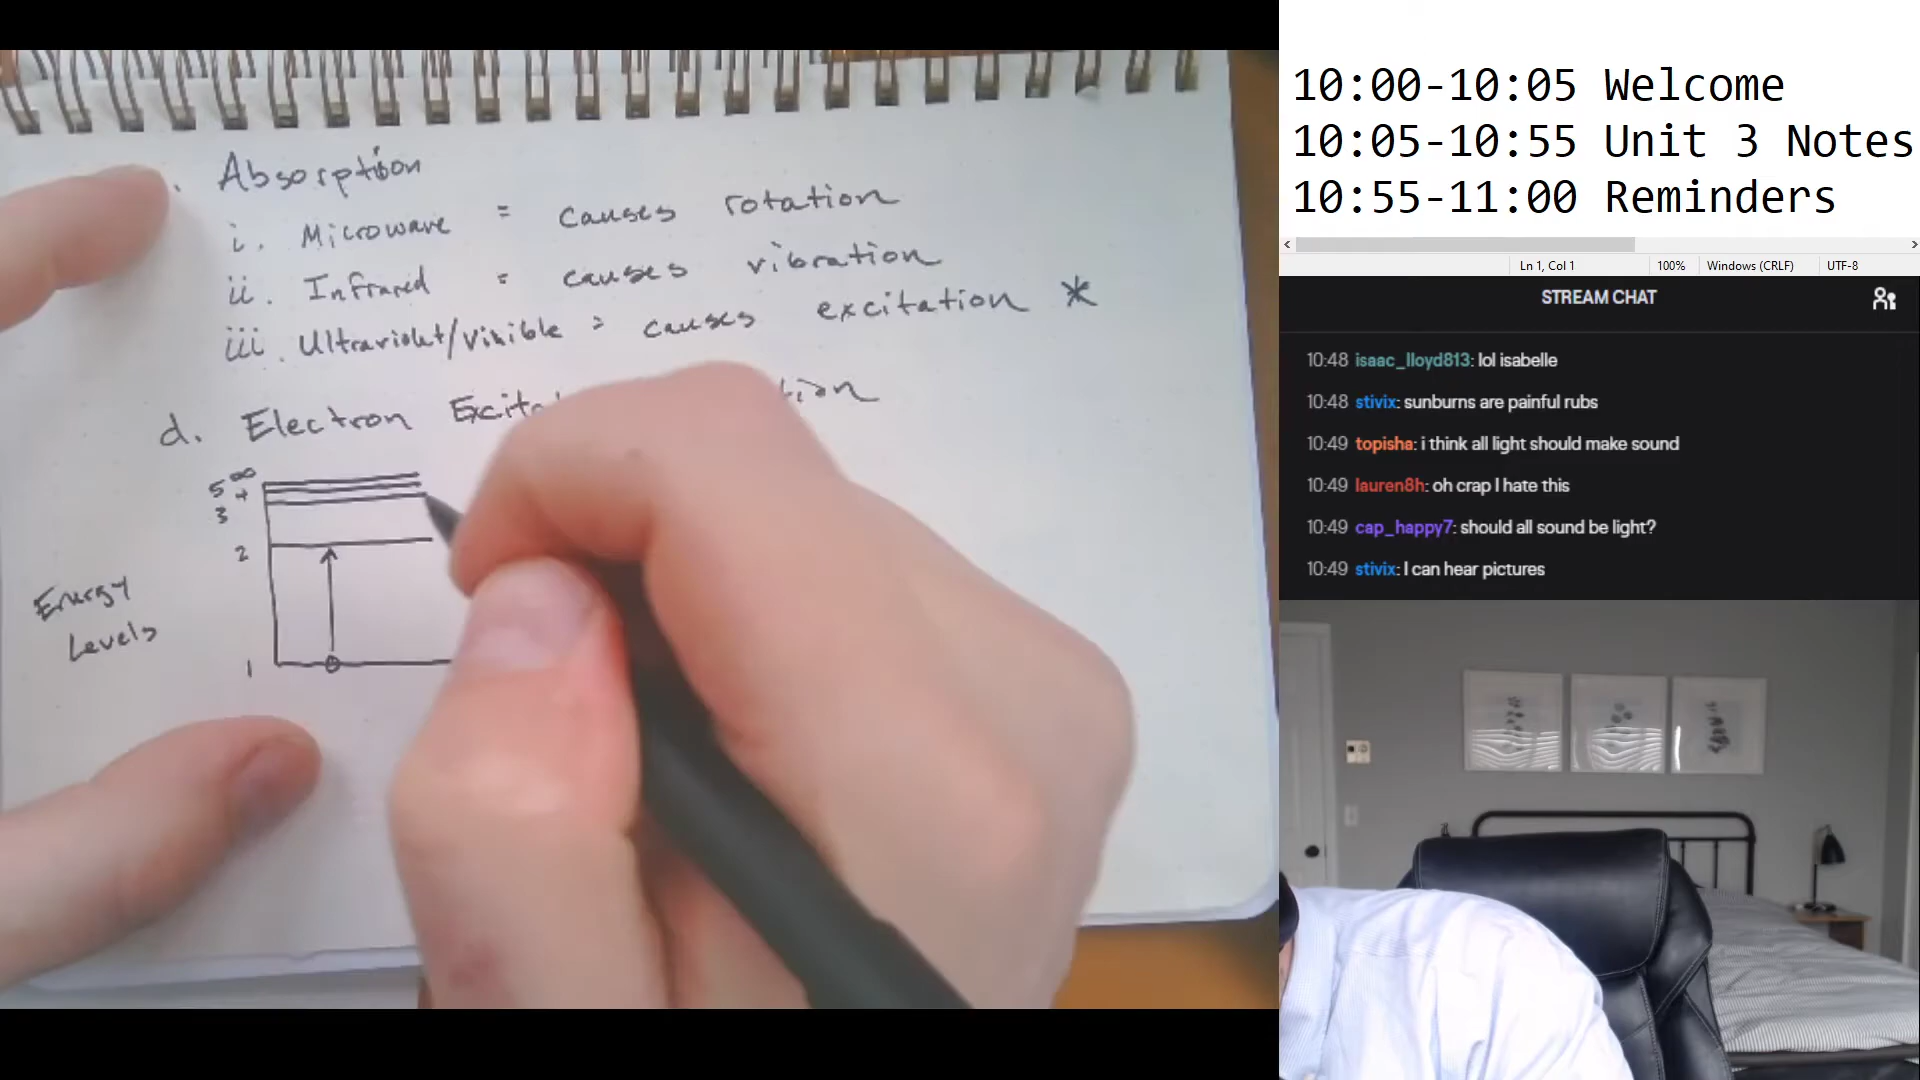 Absorption
i. Microwave = causes rotation
ii. Infrared = causes vibration
iii. Ultraviolet/Visible = causes excitation *
d. Electron
5 ∞
4
3
2
1
Energy
Levels
10:00-10:05 Welcome
10:05-10:55 Unit 3 Notes
10:55-11:00 Reminders
Ln 1, Col 1 100% Windows (CRLF) UTF-8
STREAM CHAT
10:48 isaac_lloyd813: lol isabelle
10:48 stivix: sunburns are painful rubs
10:49 topisha: i think all light should make sound
10:49 lauren8h: oh crap I hate this
10:49 cap_happy7: should all sound be light?
10:49 stivix: I can hear pictures